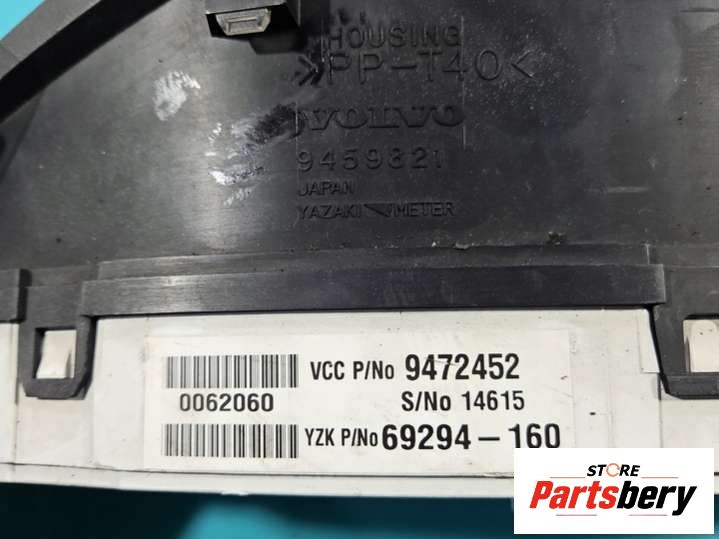 HOUSING
>PP-T40<
VOLVO
9459821
JAPAN
YAZAKI METER
VCC P/No 9472452
0062060
S/No 14615
YZK P/No 69294-160
STORE
Partsbery